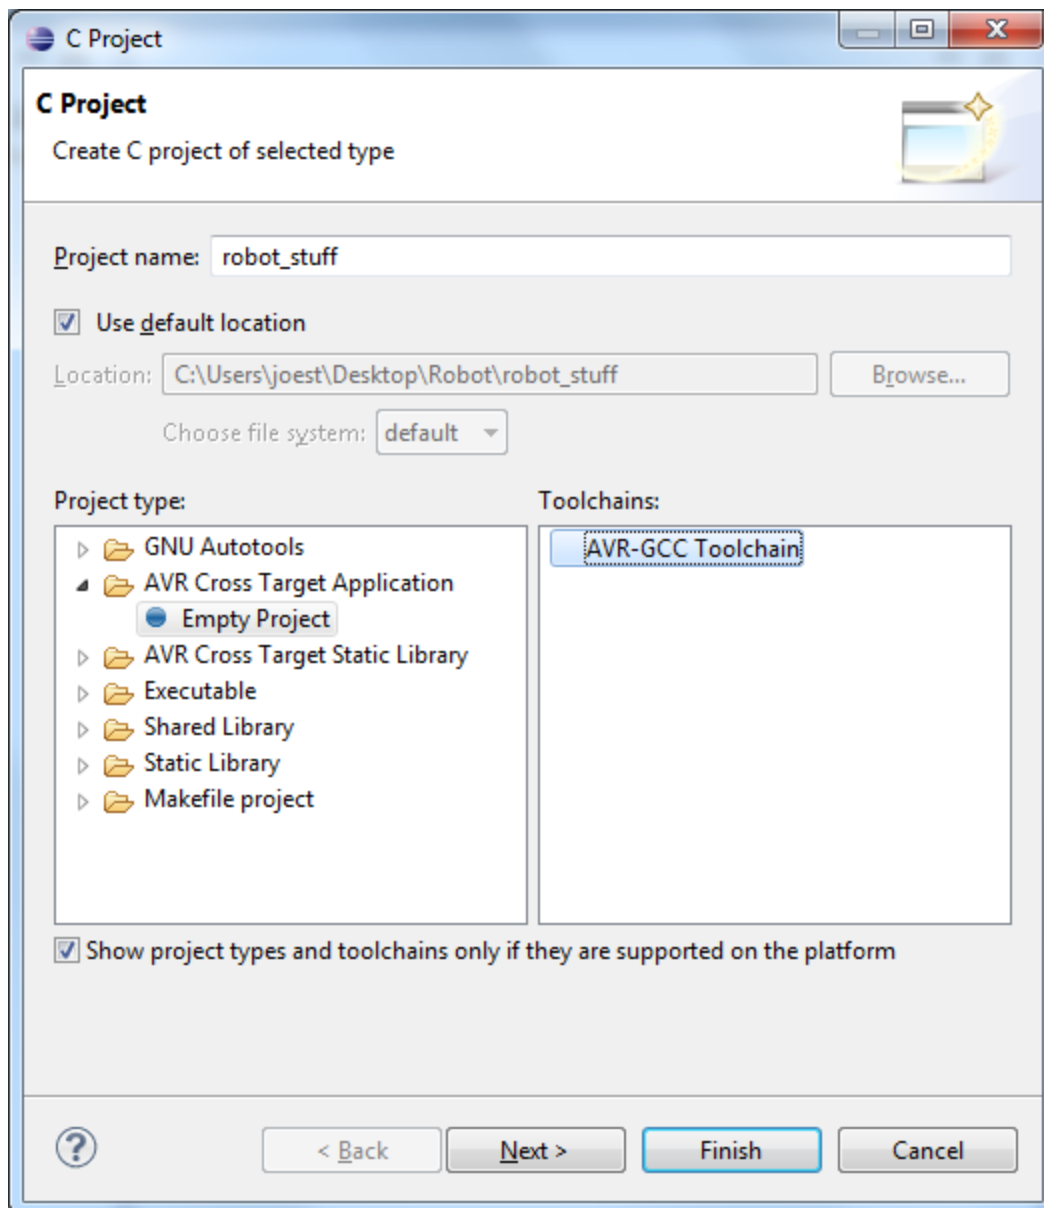 C Project
C Project
Create C project of selected type
Project name: robot_stuff
Use default location
Location: C:\Users\joest\Desktop\Robot\robot_stuff Browse...
Choose file system: default
Project type: Toolchains:
GNU Autotools AVR-GCC Toolchain
AVR Cross Target Application
Empty Project
AVR Cross Target Static Library
Executable
Shared Library
Static Library
Makefile project
Show project types and toolchains only if they are supported on the platform
? < Back Next > Finish Cancel